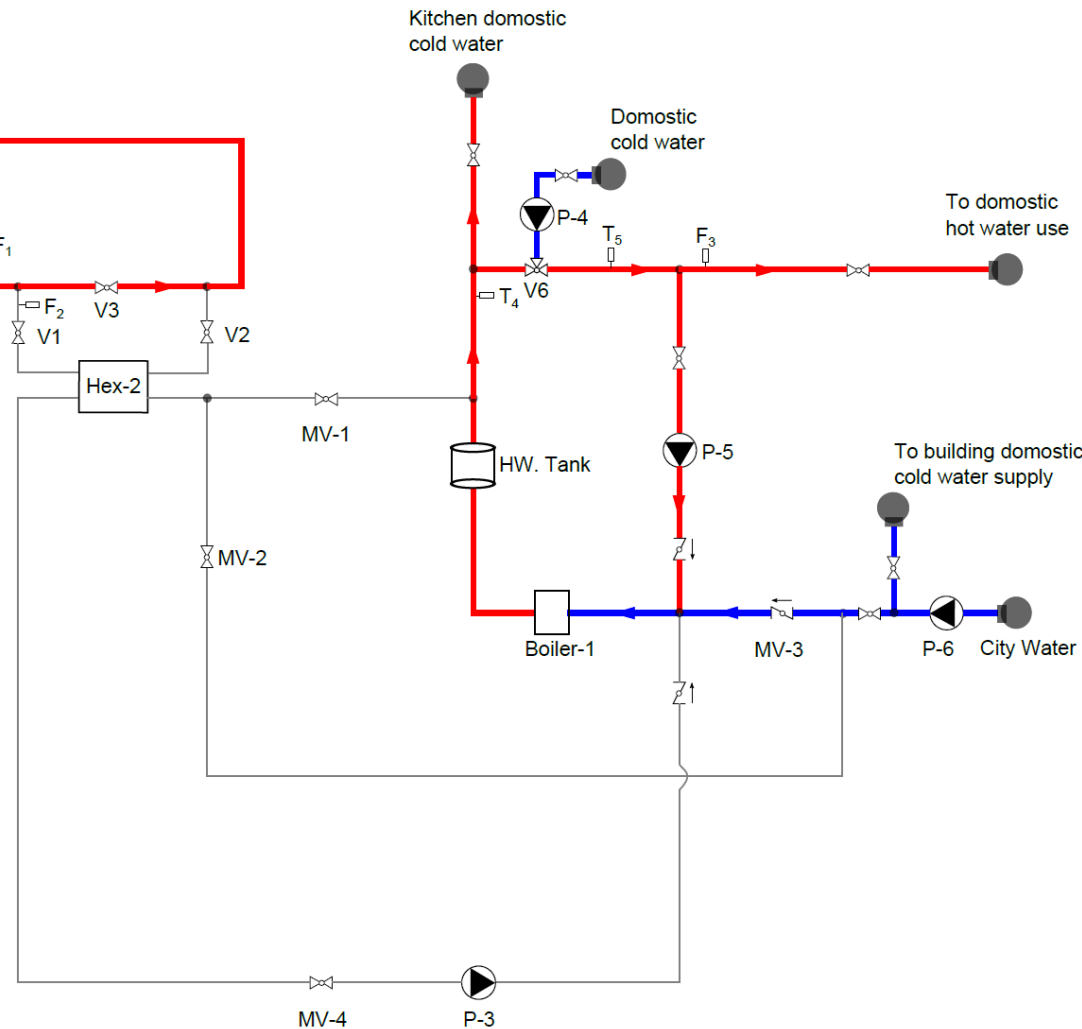 Kitchen domostic
cold water
Domostic
cold water
P-4
To domostic
hot water use
T5
F3
F1
V6
F2
V3
T4
V1
V2
Hex-2
MV-1
P-5
HW. Tank
To building domostic
cold water supply
MV-2
Boiler-1
MV-3
P-6
City Water
MV-4
P-3